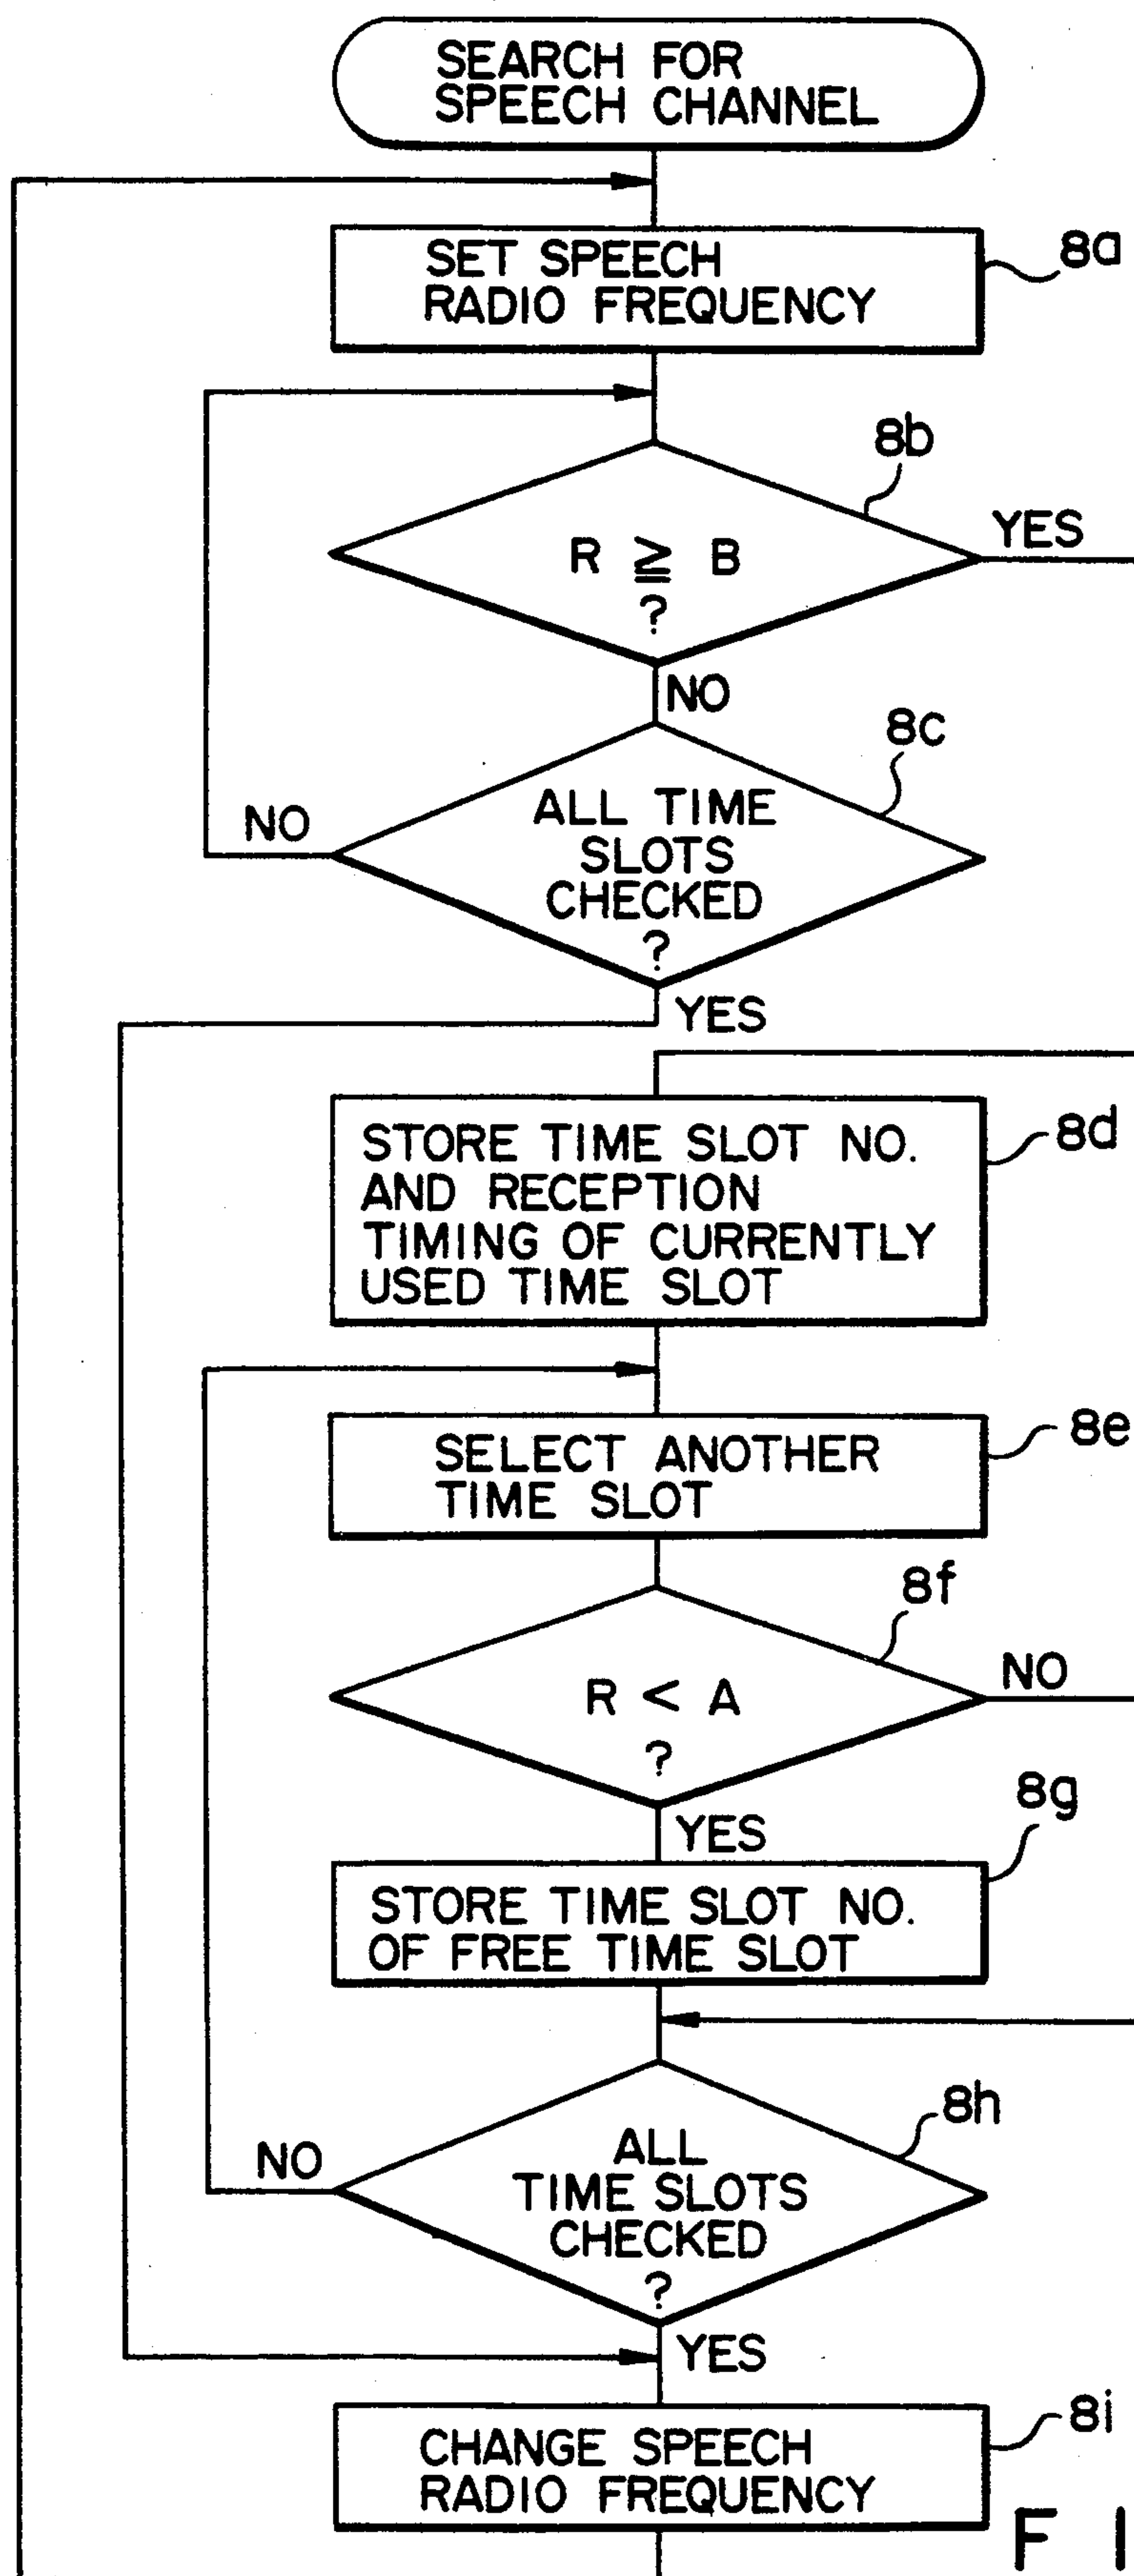 SEARCH FOR
SPEECH CHANNEL
SET SPEECH
RADIO FREQUENCY
8a
8b
YES
R ≧ B
?
NO
8c
NO
ALL TIME
SLOTS
CHECKED
?
YES
STORE TIME SLOT NO.
AND RECEPTION
TIMING OF CURRENTLY
USED TIME SLOT
8d
SELECT ANOTHER
TIME SLOT
8e
8f
NO
R < A
?
YES
8g
STORE TIME SLOT NO.
OF FREE TIME SLOT
8h
NO
ALL
TIME SLOTS
CHECKED
?
YES
CHANGE SPEECH
RADIO FREQUENCY
8i
F I